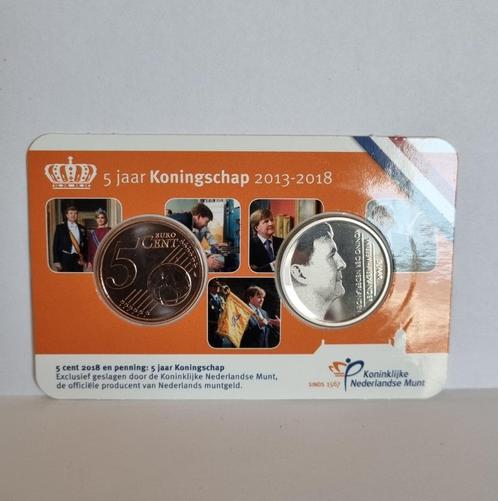 5 jaar Koningschap 2013-2018
5 EURO
CENT
5 cent 2018 en penning: 5 jaar Koningschap
Exclusief geslagen door de Koninklijke Nederlandse Munt,
de officiële producent van Nederlands muntgeld.
SINDS 1567
Koninklijke
Nederlandse Munt